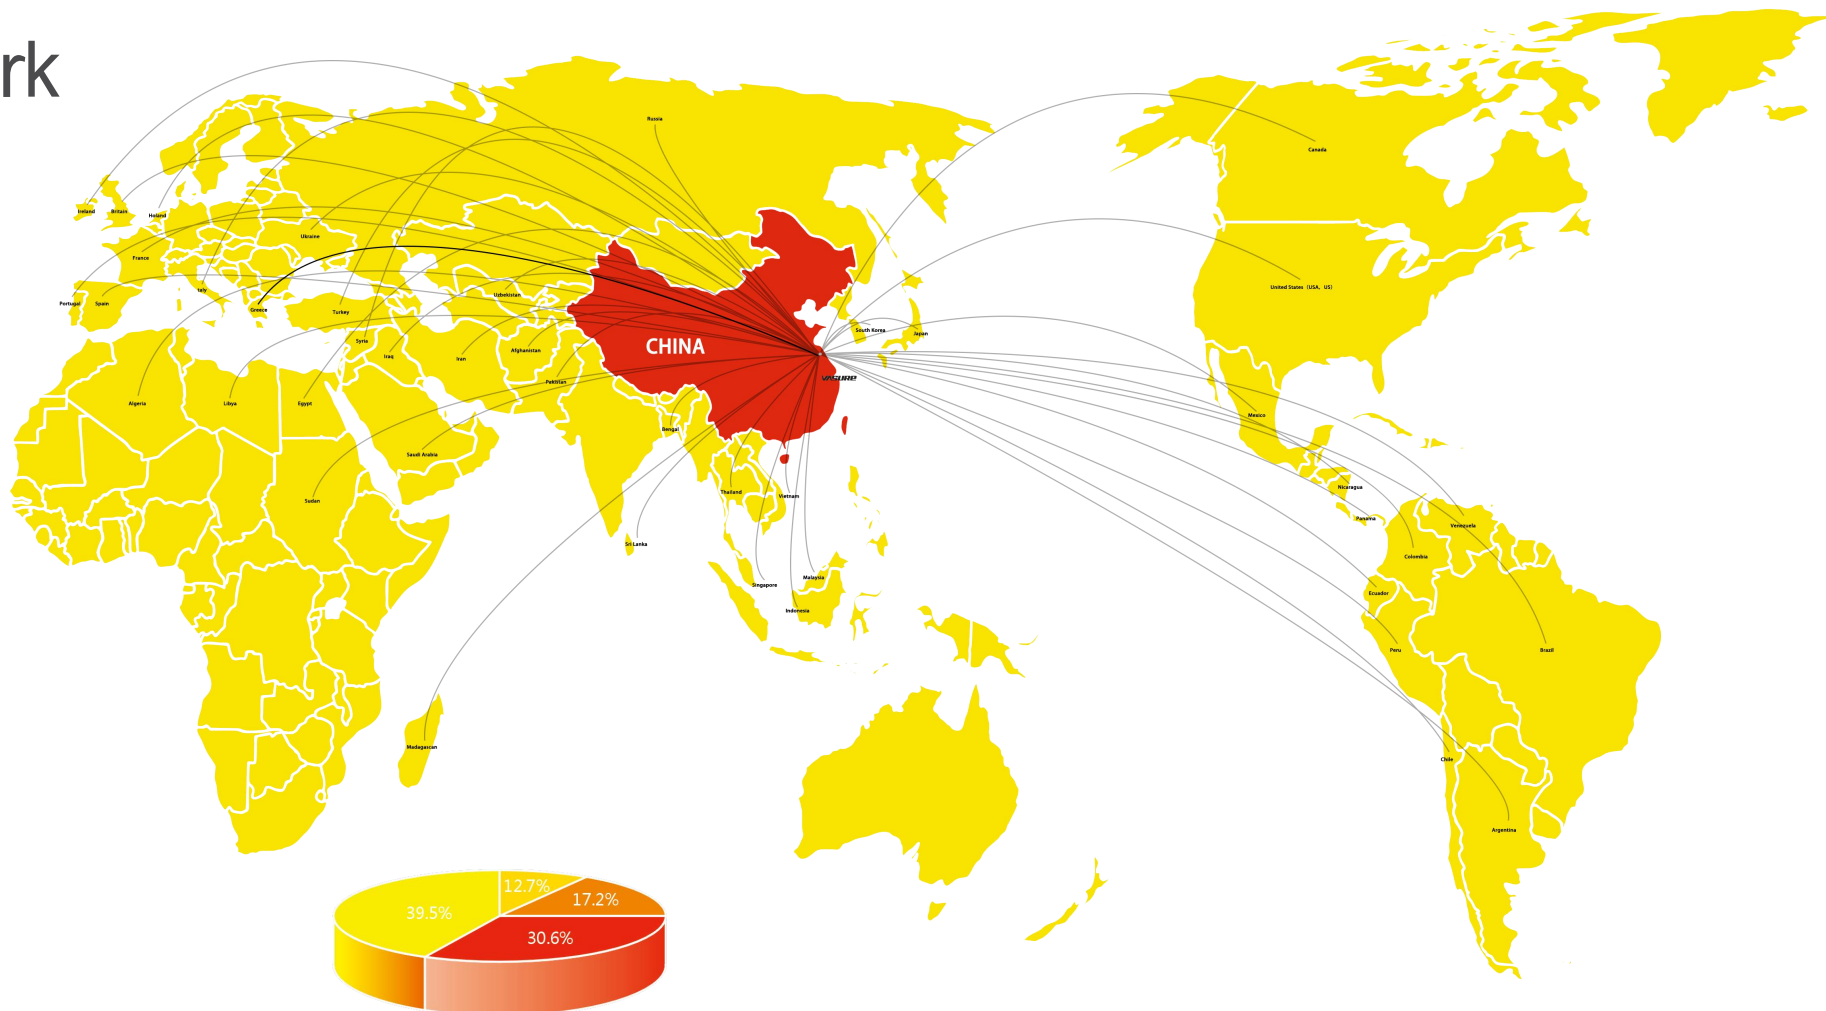 rk
Russia
Canada
Ireland
Britain
Holand
Ukraine
France
United States (USA, US)
Italy
Uzbekistan
Portugal
Spain
Greece
Turkey
South Korea
Japan
Syria
CHINA
Afghanistan
Iraq
Iran
VASURE
Pakistan
Algeria
Libya
Egypt
Mexico
Bengal
Saudi Arabia
Nicaragua
Thailand
Vietnam
Sudan
Panama
Venezuela
Sri Lanka
Colombia
Malaysia
Singapore
Ecuador
Indonesia
Peru
Brazil
Madagascan
Chile
Argentina
12.7%
17.2%
39.5%
30.6%